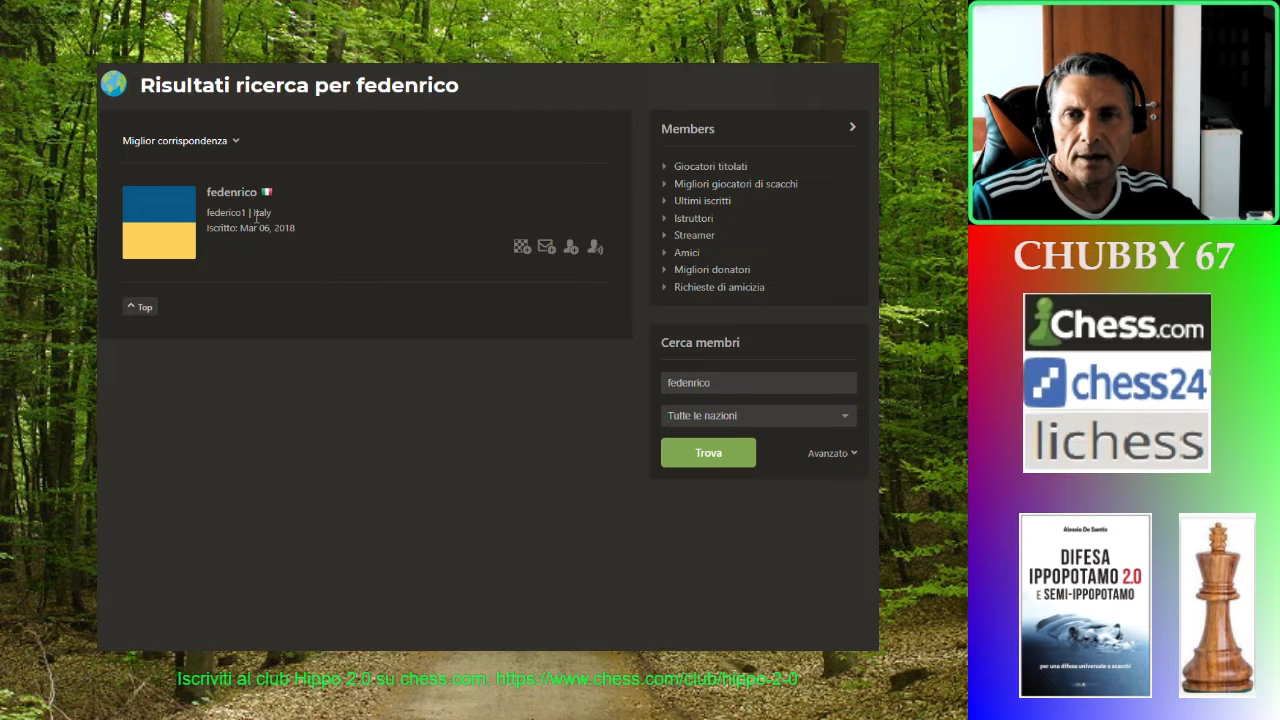 Risultati ricerca per fedenrico
Miglior corrispondenza
fedenrico
federico1 | Italy
Iscritto: Mar 06, 2018
Top
Members
Giocatori titolati
Migliori giocatori di scacchi
Ultimi iscritti
Istruttori
Streamer
Amici
Migliori donatori
Richieste di amicizia
Cerca membri
fedenrico
Tutte le nazioni
Trova
Avanzato
CHUBBY 67
Chess.com
chess24
lichess
Alessio De Santis
DIFESA
IPPOPOTAMO 2.0
E SEMI-IPPOPOTAMO
per una difesa universale a scacchi
Iscriviti al club Hippo 2.0 su chess.com: https://www.chess.com/club/hippo-2-0